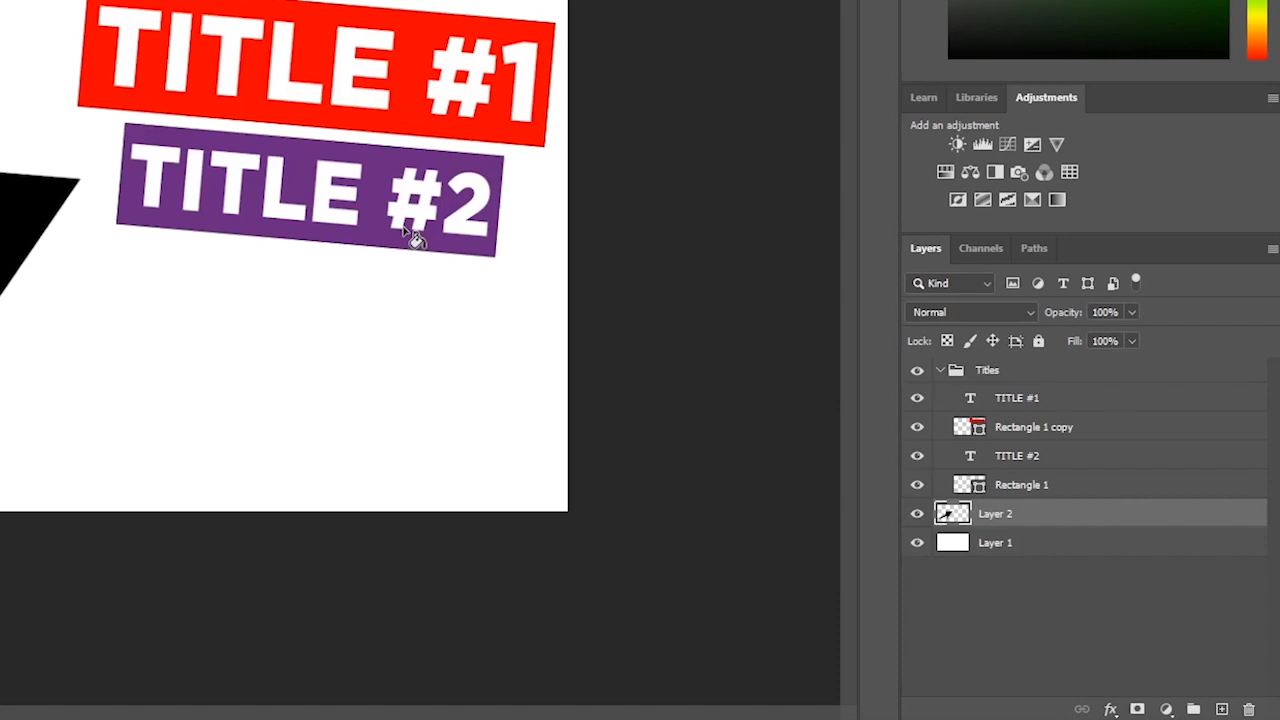 TITLE #1
TITLE #2
Learn Libraries Adjustments
Add an adjustment
Layers Channels Paths
Kind
Normal Opacity: 100%
Lock: Fill: 100%
Titles
T TITLE #1
Rectangle 1 copy
T TITLE #2
Rectangle 1
Layer 2
Layer 1
fx